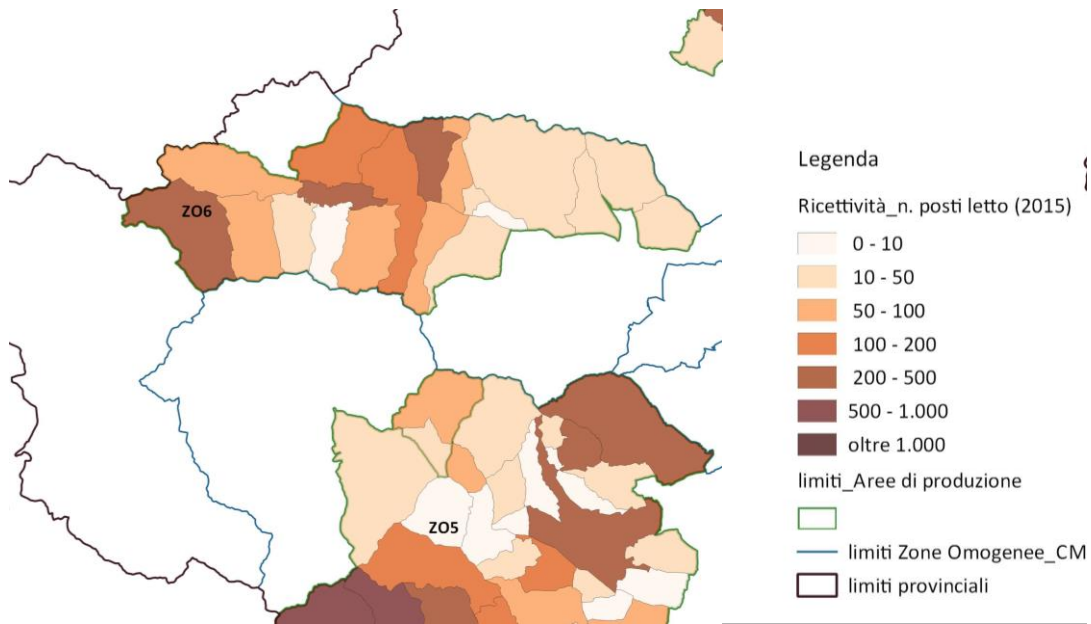 ZO6
ZO5
Legenda
Ricettività_n. posti letto (2015)
0 - 10
10 - 50
50 - 100
100 - 200
200 - 500
500 - 1.000
oltre 1.000
limiti_Aree di produzione
limiti Zone Omogenee_CM
limiti provinciali